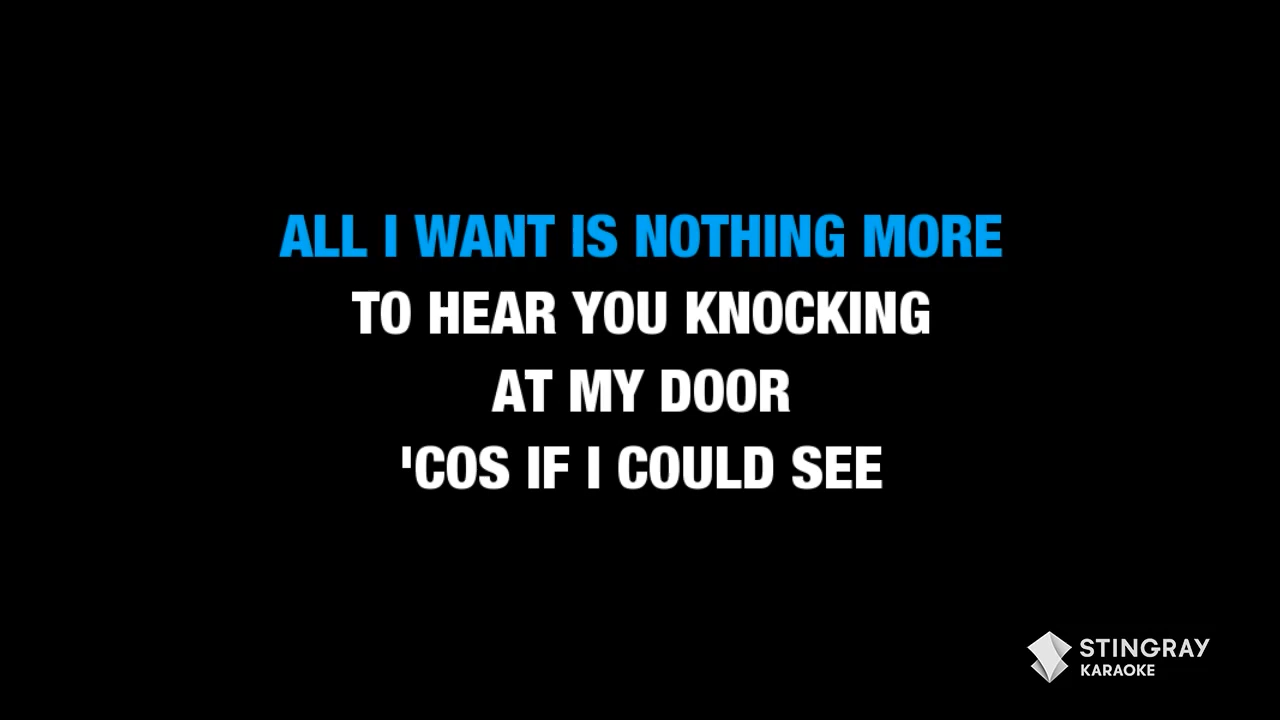 ALL I WANT IS NOTHING MORE
TO HEAR YOU KNOCKING
AT MY DOOR
'COS IF I COULD SEE
STINGRAY
KARAOKE